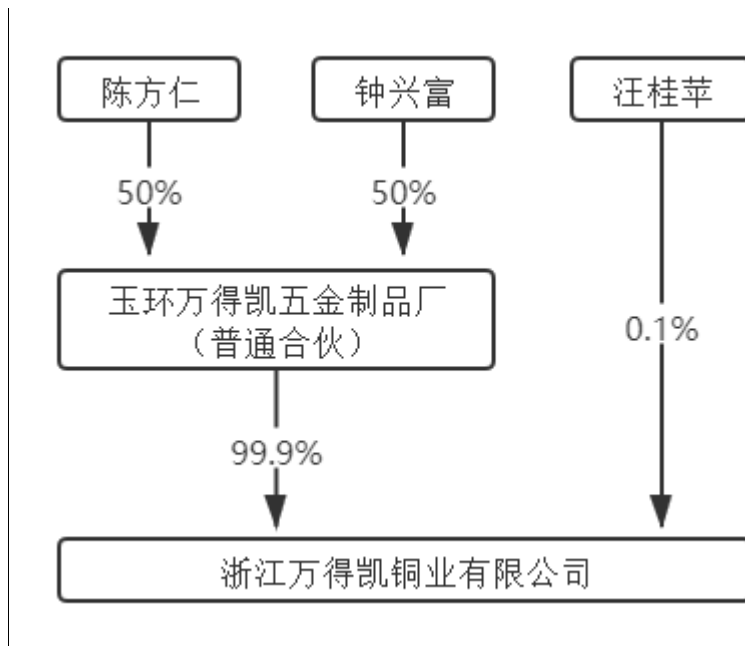 陈方仁
钟兴富
汪桂苹
50%
50%
玉环万得凯五金制品厂
（普通合伙）
0.1%
99.9%
浙江万得凯铜业有限公司